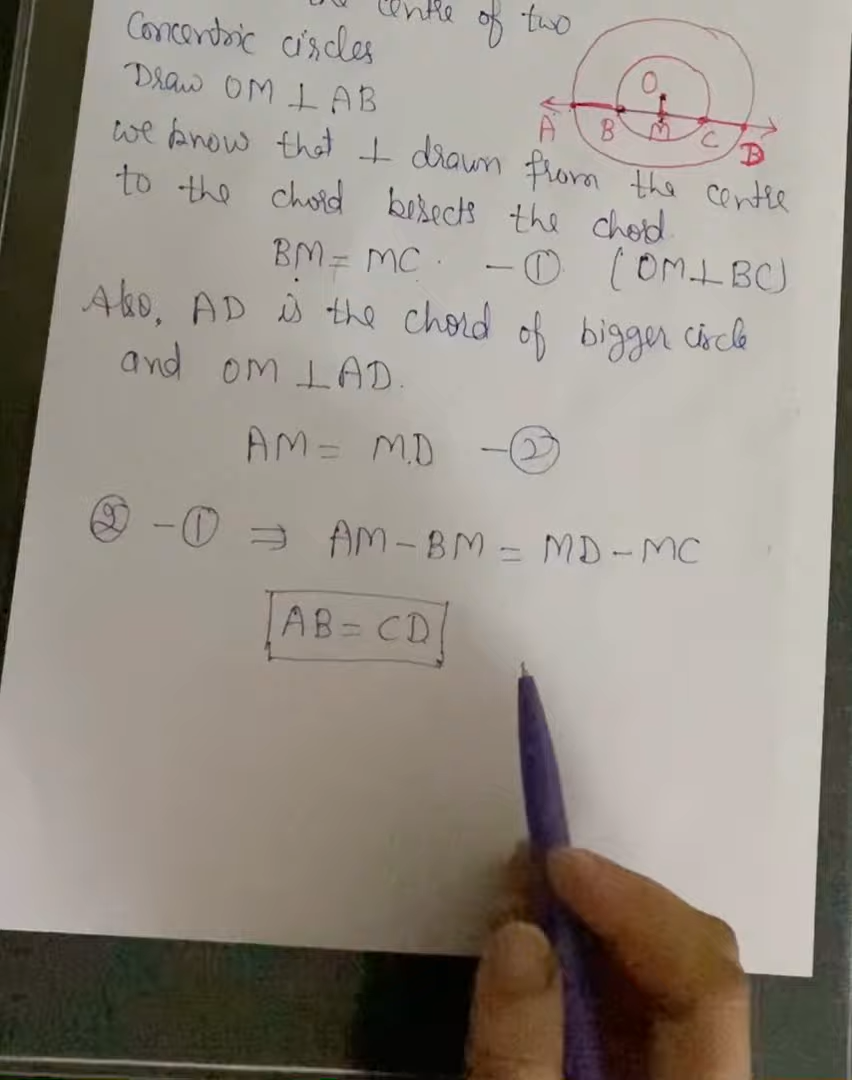 the centre of two
Concentric circles
Draw OM ⊥ AB
we know that ⊥ drawn from the centre
to the chord bisects the chord
BM = MC. - ① (OM ⊥ BC)
Also, AD is the chord of bigger circle
and OM ⊥ AD.
AM = MD - ②
② - ① ⇒ AM - BM = MD - MC
AB = CD
O
A B M C D